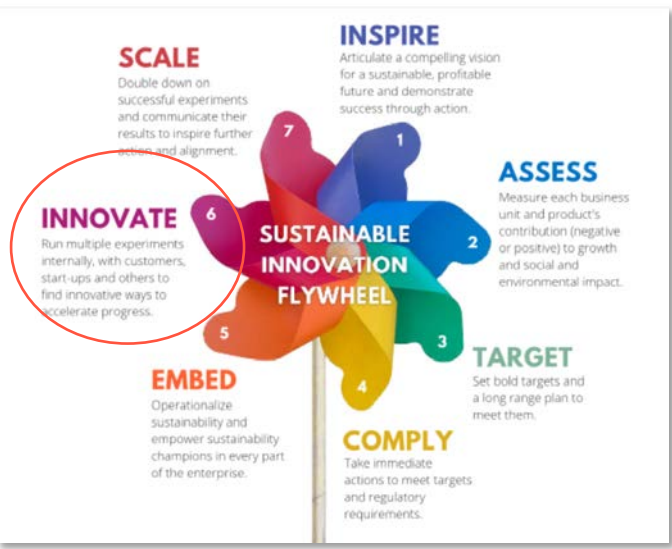 INSPIRE
Articulate a compelling vision
for a sustainable, profitable
future and demonstrate
success through action.
1
ASSESS
Measure each business
unit and product's
contribution (negative
or positive) to growth
and social and
environmental impact.
2
TARGET
Set bold targets and
a long range plan to
meet them.
3
COMPLY
Take immediate
actions to meet targets
and regulatory
requirements.
4
EMBED
Operationalize
sustainability and
empower sustainability
champions in every part
of the enterprise.
5
INNOVATE
Run multiple experiments
internally, with customers,
start-ups and others to
find innovative ways to
accelerate progress.
6
SCALE
Double down on
successful experiments
and communicate their
results to inspire further
action and alignment.
7
SUSTAINABLE
INNOVATION
FLYWHEEL